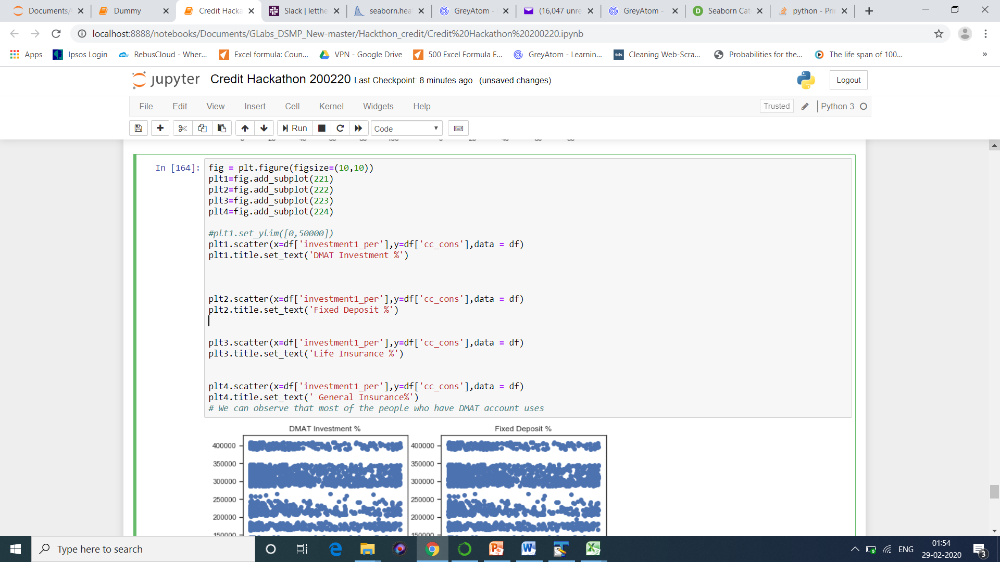 Documents/
Dummy
Credit Hacka
Slack | letthe
seaborn.hea
GreyAtom -
(16,047 unre
GreyAtom -
Seaborn Cat
python - Pri
localhost:8888/notebooks/Documents/GLabs_DSMP_New-master/Hackthon_credit/Credit%20Hackathon%20200220.ipynb
Apps
Ipsos Login
RebusCloud - Wher...
Excel formula: Coun...
VPN - Google Drive
500 Excel Formula E...
GreyAtom - Learnin...
tds
Cleaning Web-Scra...
Probabilities for the...
The life span of 100...
»
jupyter Credit Hackathon 200220 Last Checkpoint: 8 minutes ago (unsaved changes)
Logout
File Edit View Insert Cell Kernel Widgets Help
Trusted
Python 3
Run
Code
In [164]:
fig = plt.figure(figsize=(10,10))
plt1=fig.add_subplot(221)
plt2=fig.add_subplot(222)
plt3=fig.add_subplot(223)
plt4=fig.add_subplot(224)
#plt1.set_ylim([0,50000])
plt1.scatter(x=df['investment1_per'],y=df['cc_cons'],data = df)
plt1.title.set_text('DMAT Investment %')
plt2.scatter(x=df['investment1_per'],y=df['cc_cons'],data = df)
plt2.title.set_text('Fixed Deposit %')
plt3.scatter(x=df['investment1_per'],y=df['cc_cons'],data = df)
plt3.title.set_text('Life Insurance %')
plt4.scatter(x=df['investment1_per'],y=df['cc_cons'],data = df)
plt4.title.set_text(' General Insurance%')
# We can observe that most of the people who have DMAT account uses
DMAT Investment %
400000
350000
300000
250000
200000
150000
Fixed Deposit %
400000
350000
300000
250000
200000
150000
Type here to search
ENG
01:54
29-02-2020
3